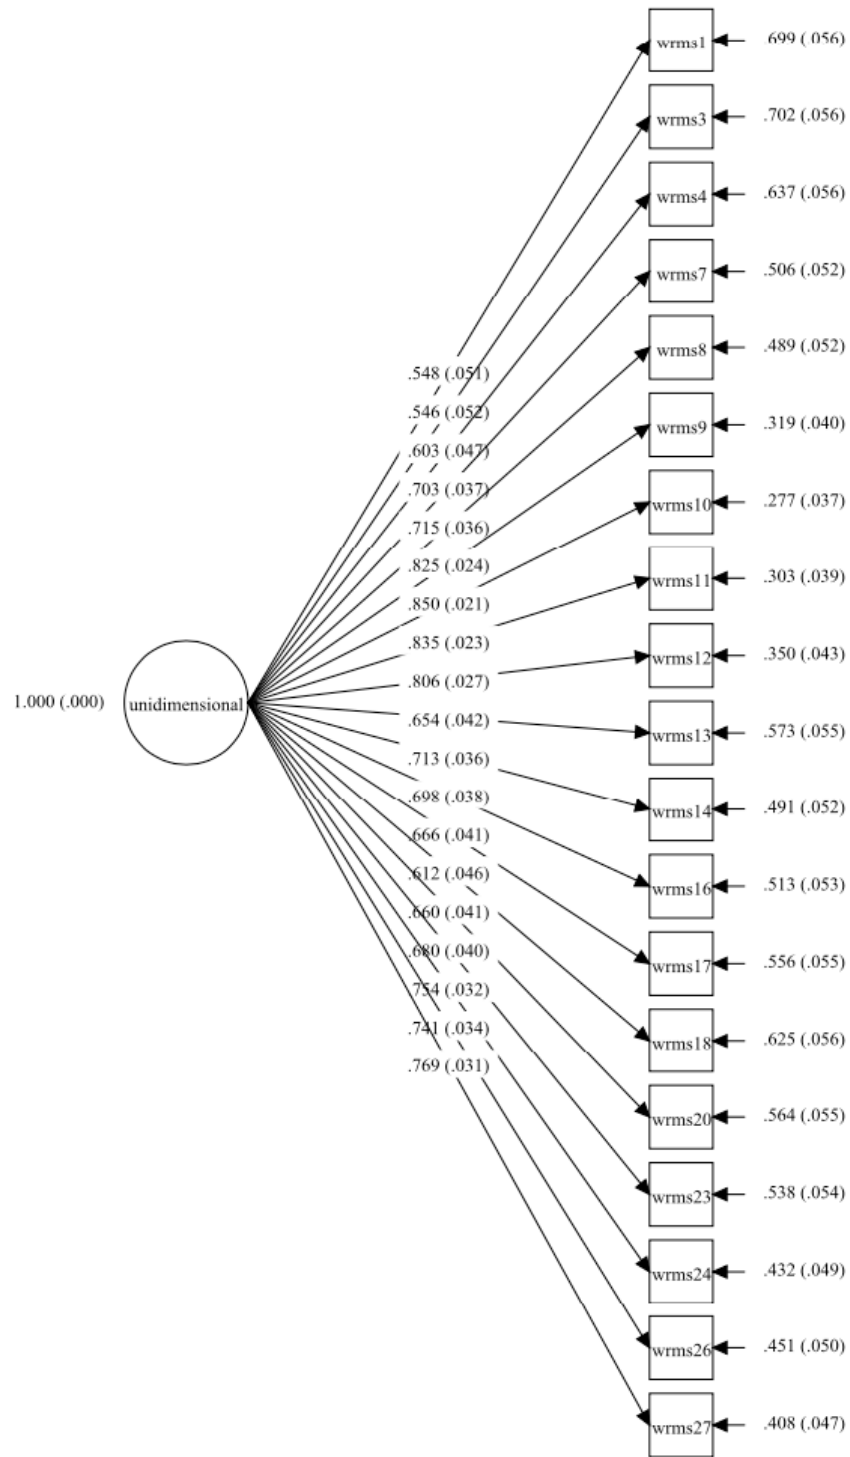 wrms1 .699 (.056)
wrms3 .702 (.056)
wrms4 .637 (.056)
wrms7 .506 (.052)
wrms8 .489 (.052)
.548 (.051)
.546 (.052)
wrms9 .319 (.040)
.603 (.047)
.703 (.037)
wrms10 .277 (.037)
.715 (.036)
.825 (.024)
wrms11 .303 (.039)
.850 (.021)
.835 (.023)
wrms12 .350 (.043)
.806 (.027)
1.000 (.000) unidimensional
.654 (.042)
wrms13 .573 (.055)
.713 (.036)
.698 (.038)
wrms14 .491 (.052)
.666 (.041)
.612 (.046)
wrms16 .513 (.053)
.660 (.041)
.680 (.040)
wrms17 .556 (.055)
.754 (.032)
.741 (.034)
wrms18 .625 (.056)
.769 (.031)
wrms20 .564 (.055)
wrms23 .538 (.054)
wrms24 .432 (.049)
wrms26 .451 (.050)
wrms27 .408 (.047)